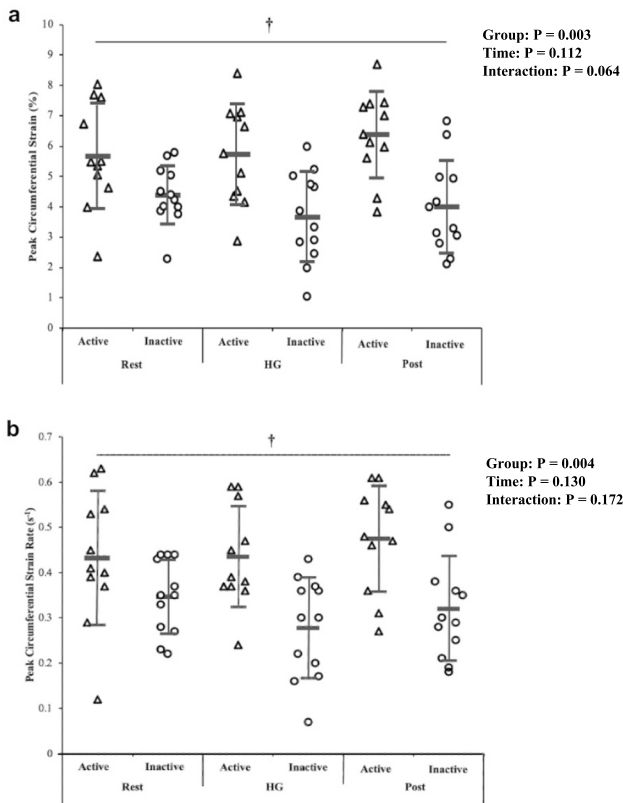 a
†
Group: P = 0.003
Time: P = 0.112
Interaction: P = 0.064
Peak Circumferential Strain (%)
10
9
8
7
6
5
4
3
2
1
0
Active Inactive Active Inactive Active Inactive
Rest HG Post
b
†
Group: P = 0.004
Time: P = 0.130
Interaction: P = 0.172
Peak Circumferential Strain Rate (s⁻¹)
0.7
0.6
0.5
0.4
0.3
0.2
0.1
0
Active Inactive Active Inactive Active Inactive
Rest HG Post